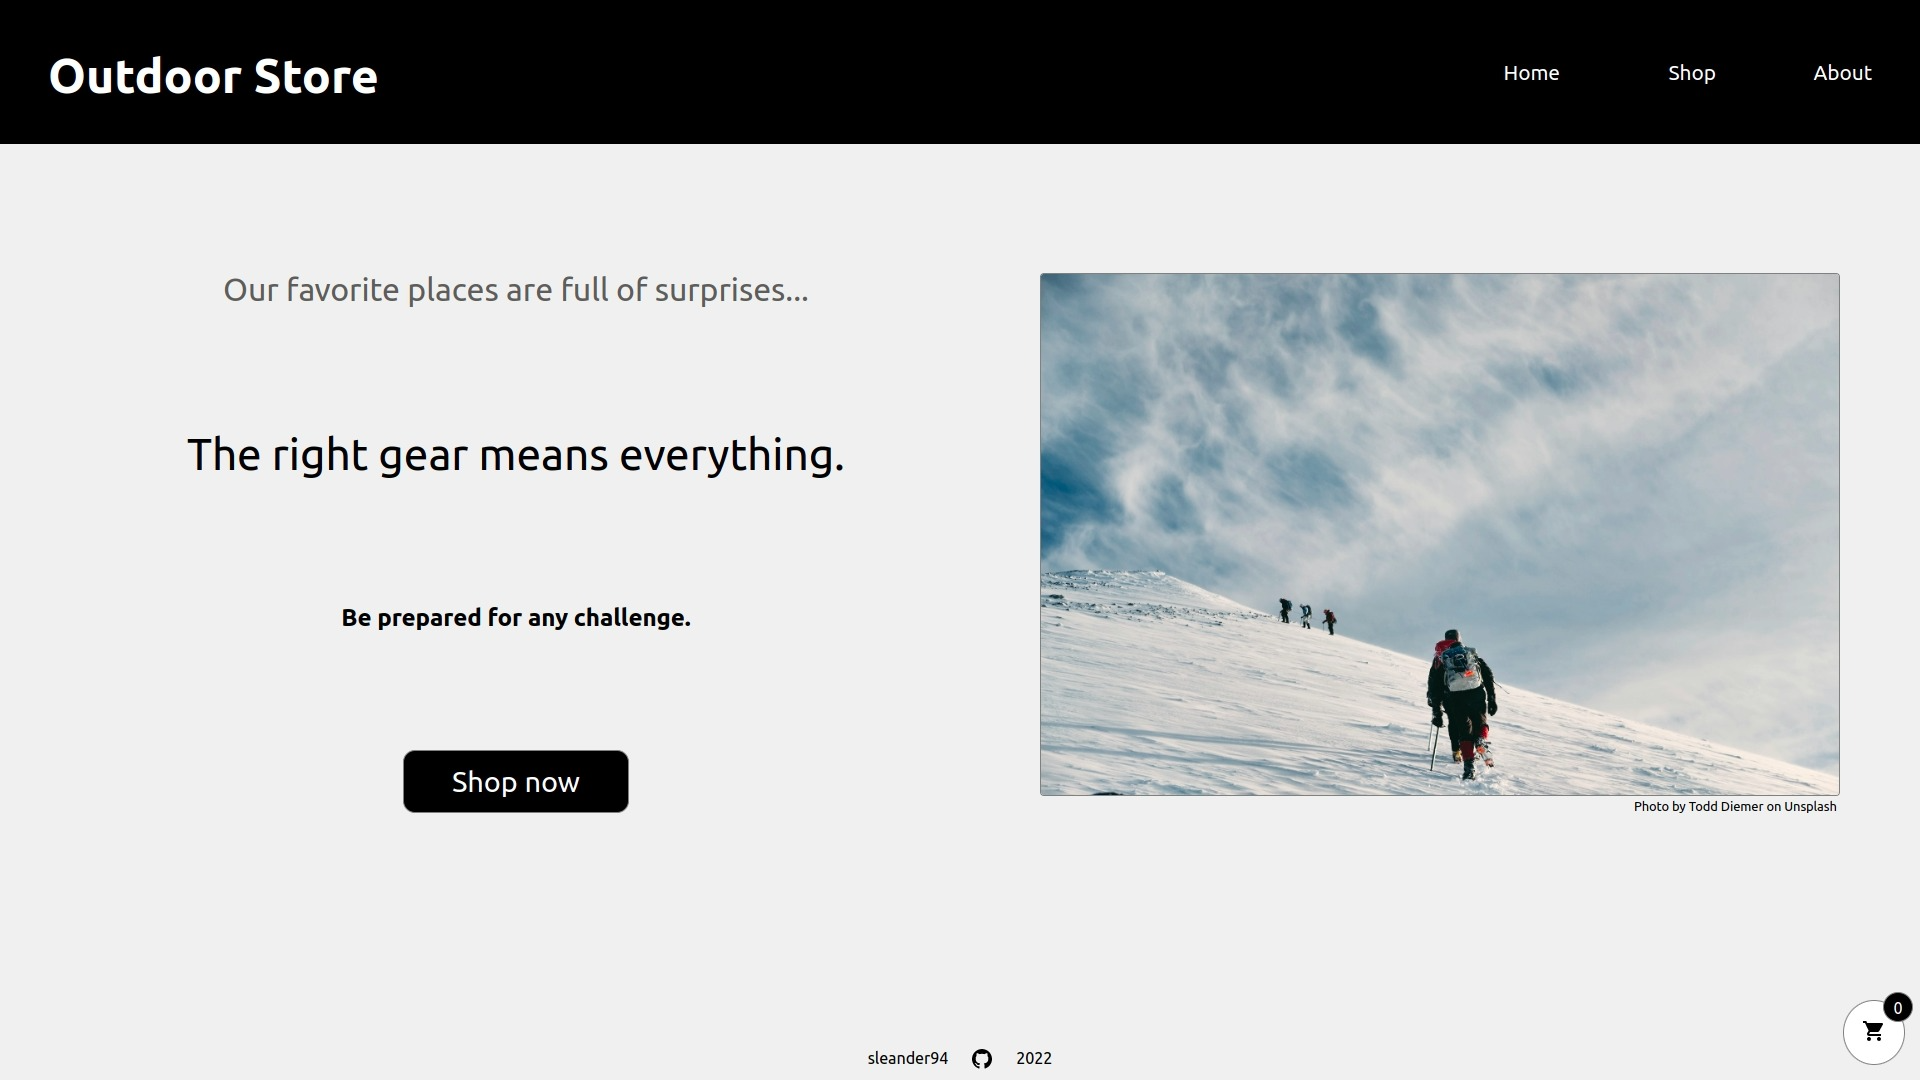 Outdoor Store
Home
Shop
About
Our favorite places are full of surprises...
The right gear means everything.
Be prepared for any challenge.
Shop now
Photo by Todd Diemer on Unsplash
0
sleander94
2022